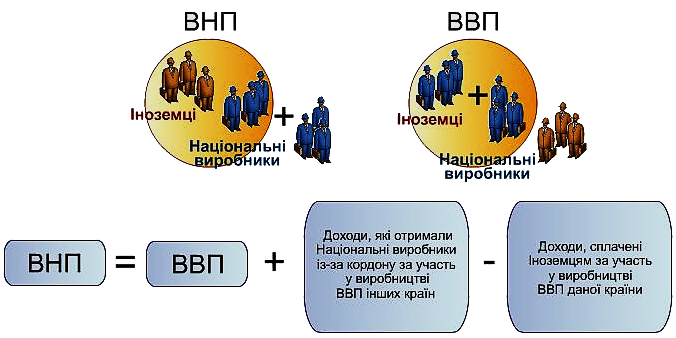 ВНП
ВВП
Іноземці
+
Національні
виробники
+
Іноземці
Національні
виробники
ВНП
=
ВВП
+
Доходи, які отримали
Національні виробники
із-за кордону за участь
у виробництві
ВВП інших країн
-
Доходи, сплачені
Іноземцям за участь
у виробництві
ВВП даної країни